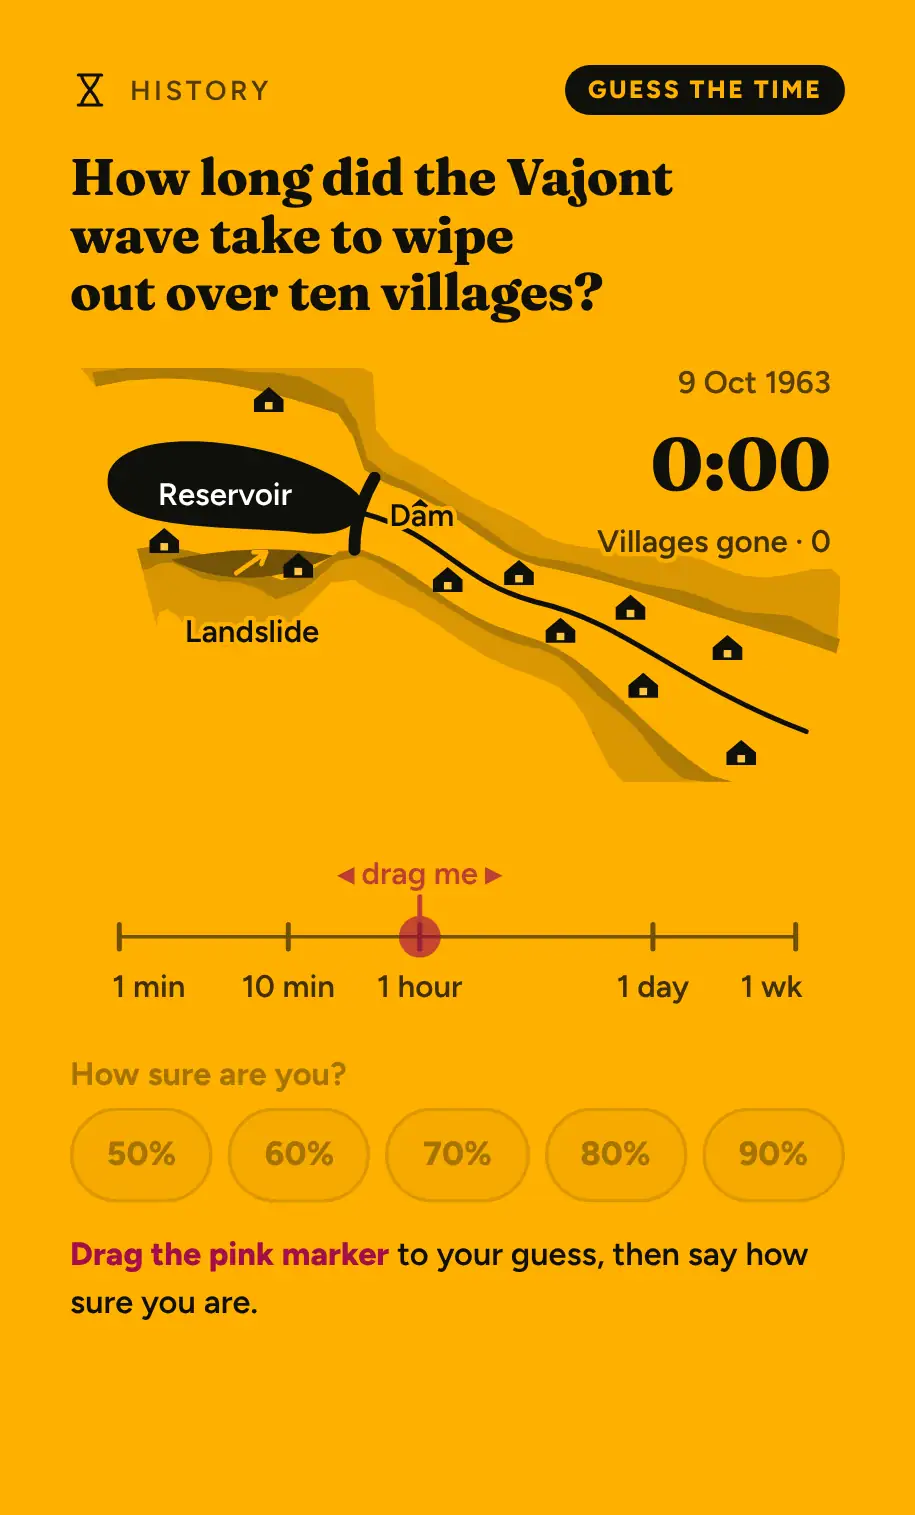 HISTORY
GUESS THE TIME
How long did the Vajont
wave take to wipe
out over ten villages?
9 Oct 1963
0:00
Villages gone · 0
Reservoir
Dam
Landslide
◀ drag me ▶
1 min
10 min
1 hour
1 day
1 wk
How sure are you?
50%
60%
70%
80%
90%
Drag the pink marker to your guess, then say how
sure you are.